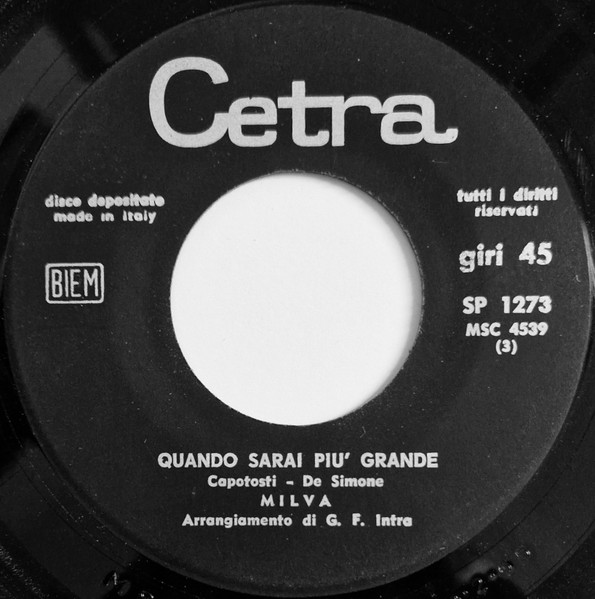 Cetra
disco depositato
made in Italy
tutti i diritti
riservati
giri 45
BIEM
SP 1273
MSC 4539
(3)
QUANDO SARAI PIU' GRANDE
Capotosti - De Simone
MILVA
Arrangiamento di G. F. Intra